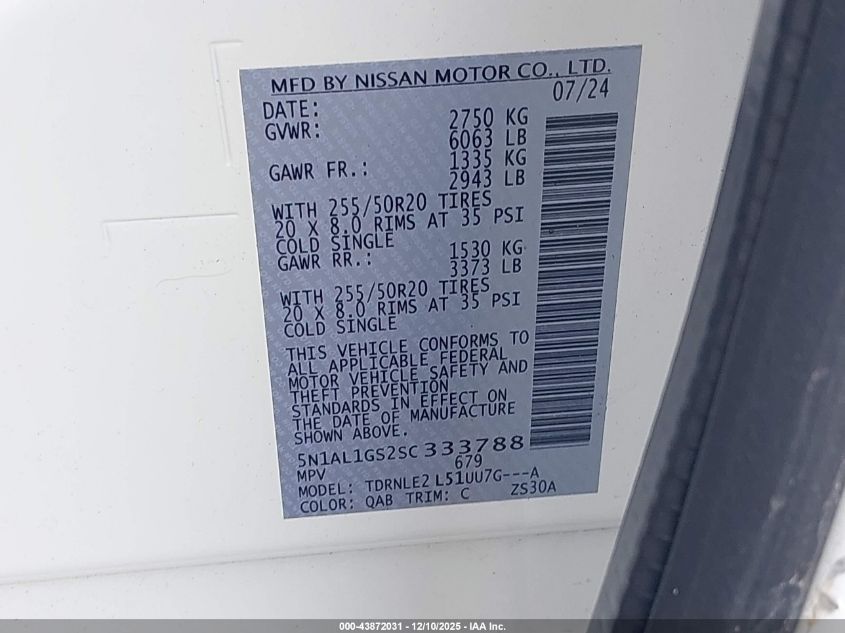 MFD BY NISSAN MOTOR CO., LTD.
DATE: 07/24
GVWR: 2750 KG
6063 LB
GAWR FR.: 1335 KG
2943 LB
WITH 255/50R20 TIRES
20 X 8.0 RIMS AT 35 PSI
COLD SINGLE
GAWR RR.: 1530 KG
3373 LB
WITH 255/50R20 TIRES
20 X 8.0 RIMS AT 35 PSI
COLD SINGLE
THIS VEHICLE CONFORMS TO
ALL APPLICABLE FEDERAL
MOTOR VEHICLE SAFETY AND
THEFT PREVENTION
STANDARDS IN EFFECT ON
THE DATE OF MANUFACTURE
SHOWN ABOVE.
5N1AL1GS2SC333788
MPV 679
MODEL: TDRNLE2 L51UU7G---A
COLOR: QAB TRIM: C ZS30A
000-43872031 - 12/10/2025 - IAA Inc.